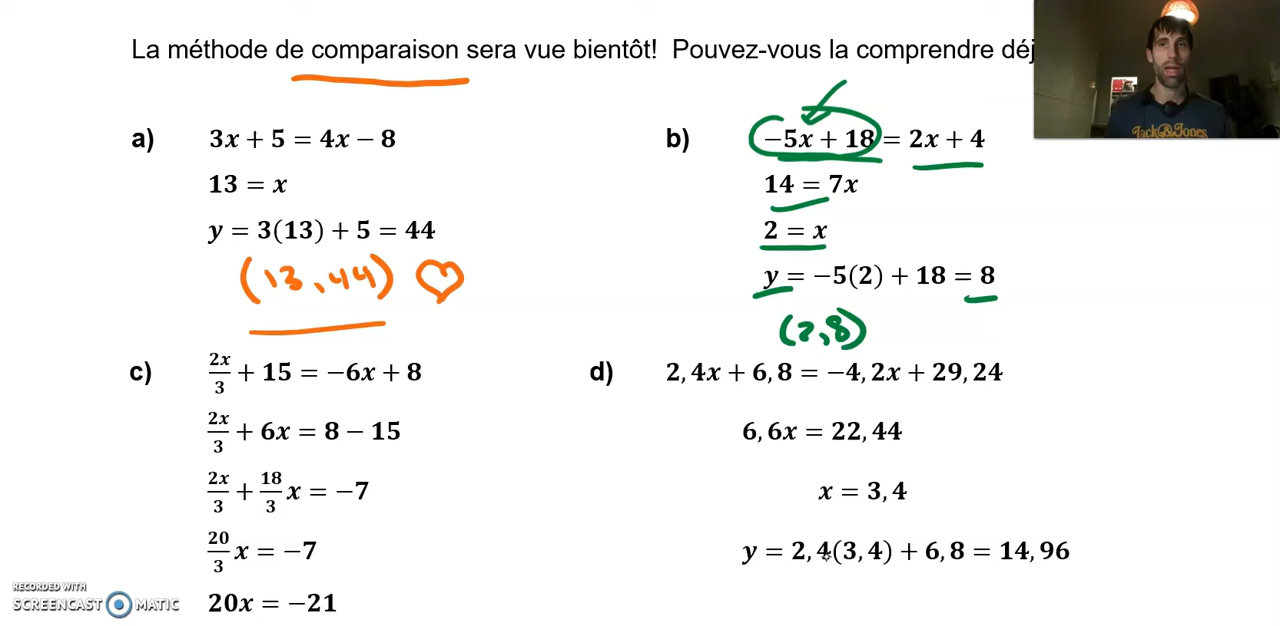 La méthode de comparaison sera vue bientôt! Pouvez-vous la comprendre déj
a) 3x + 5 = 4x − 8
13 = x
y = 3(13) + 5 = 44
(13,44)
b) −5x + 18 = 2x + 4
14 = 7x
2 = x
y = −5(2) + 18 = 8
(2,8)
c) 2x/3 + 15 = −6x + 8
2x/3 + 6x = 8 − 15
2x/3 + 18/3 x = −7
20/3 x = −7
20x = −21
d) 2,4x + 6,8 = −4,2x + 29,24
6,6x = 22,44
x = 3,4
y = 2,4(3,4) + 6,8 = 14,96
Jack&Jones
RECORDED WITH
SCREENCAST MATIC